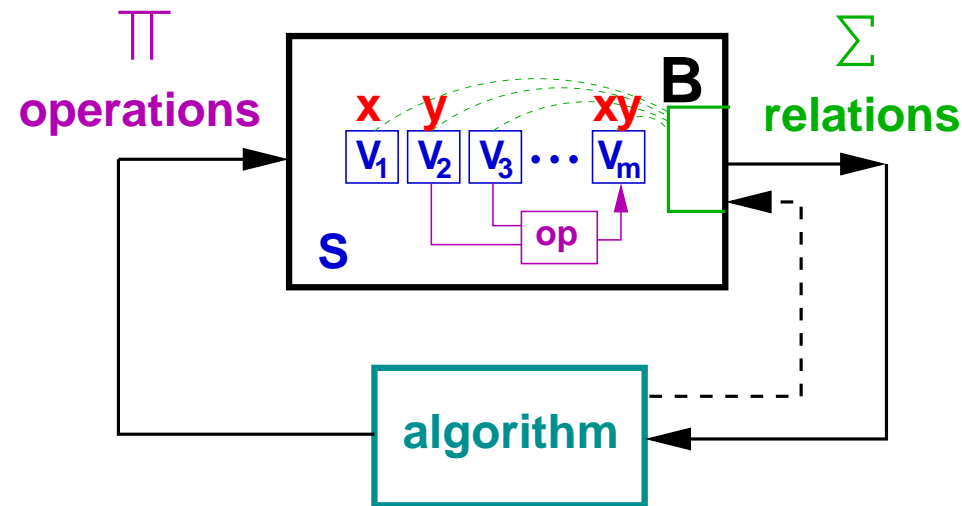 Π Σ
operations B relations
x y xy
V1 V2 V3 ••• Vm
op
S
algorithm